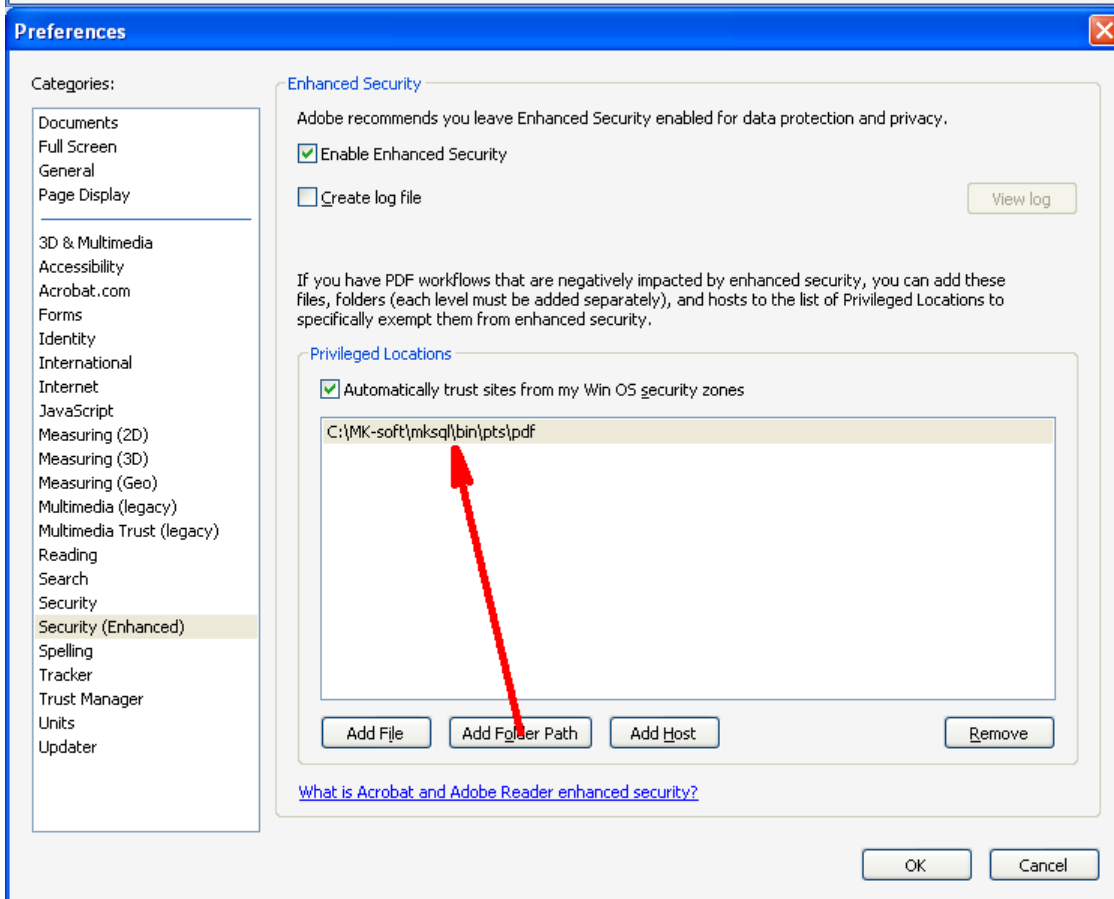 Preferences
Categories:
Documents
Full Screen
General
Page Display
3D & Multimedia
Accessibility
Acrobat.com
Forms
Identity
International
Internet
JavaScript
Measuring (2D)
Measuring (3D)
Measuring (Geo)
Multimedia (legacy)
Multimedia Trust (legacy)
Reading
Search
Security
Security (Enhanced)
Spelling
Tracker
Trust Manager
Units
Updater
Enhanced Security
Adobe recommends you leave Enhanced Security enabled for data protection and privacy.
Enable Enhanced Security
Create log file
View log
If you have PDF workflows that are negatively impacted by enhanced security, you can add these
files, folders (each level must be added separately), and hosts to the list of Privileged Locations to
specifically exempt them from enhanced security.
Privileged Locations
Automatically trust sites from my Win OS security zones
C:\MK-soft\mksql\bin\pts\pdf
Add File
Add Folder Path
Add Host
Remove
What is Acrobat and Adobe Reader enhanced security?
OK
Cancel